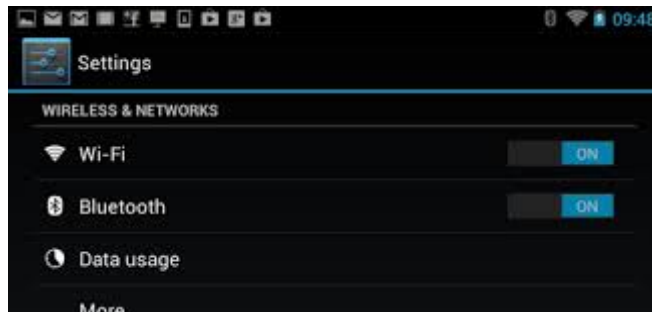 09:48
Settings
WIRELESS & NETWORKS
Wi-Fi ON
Bluetooth ON
Data usage
More